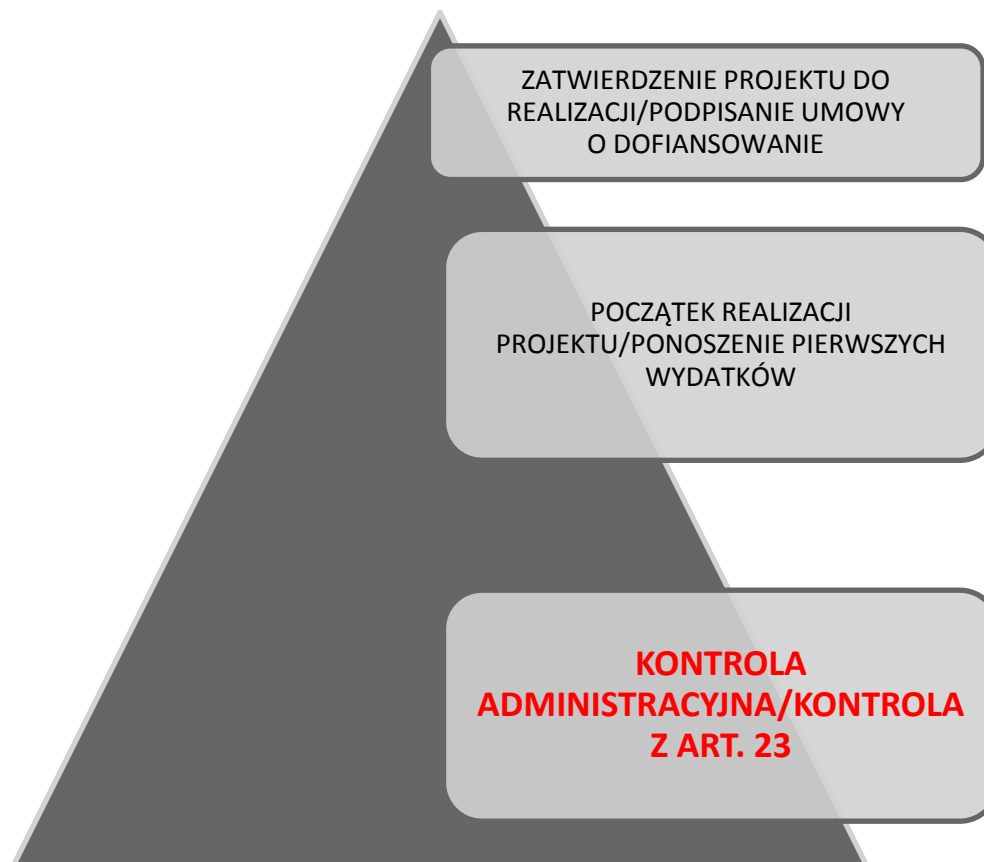 ZATWIERDZENIE PROJEKTU DO
REALIZACJI/PODPISANIE UMOWY
O DOFIANSOWANIE
POCZĄTEK REALIZACJI
PROJEKTU/PONOSZENIE PIERWSZYCH
WYDATKÓW
KONTROLA
ADMINISTRACYJNA/KONTROLA
Z ART. 23